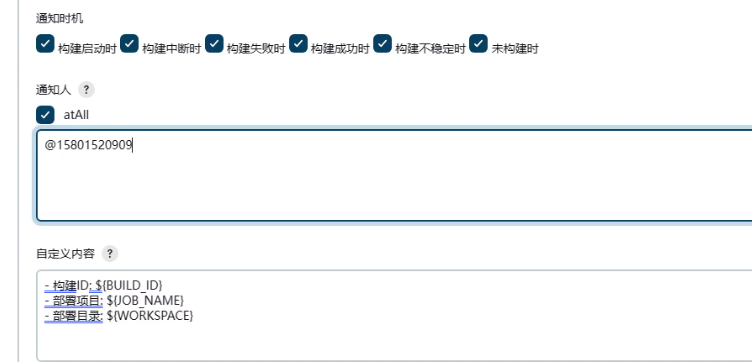 通知时机
构建启动时 构建中断时 构建失败时 构建成功时 构建不稳定时 未构建时
通知人 ?
atAll
@15801520909
自定义内容 ?
- 构建ID: ${BUILD_ID}
- 部署项目: ${JOB_NAME}
- 部署目录: ${WORKSPACE}